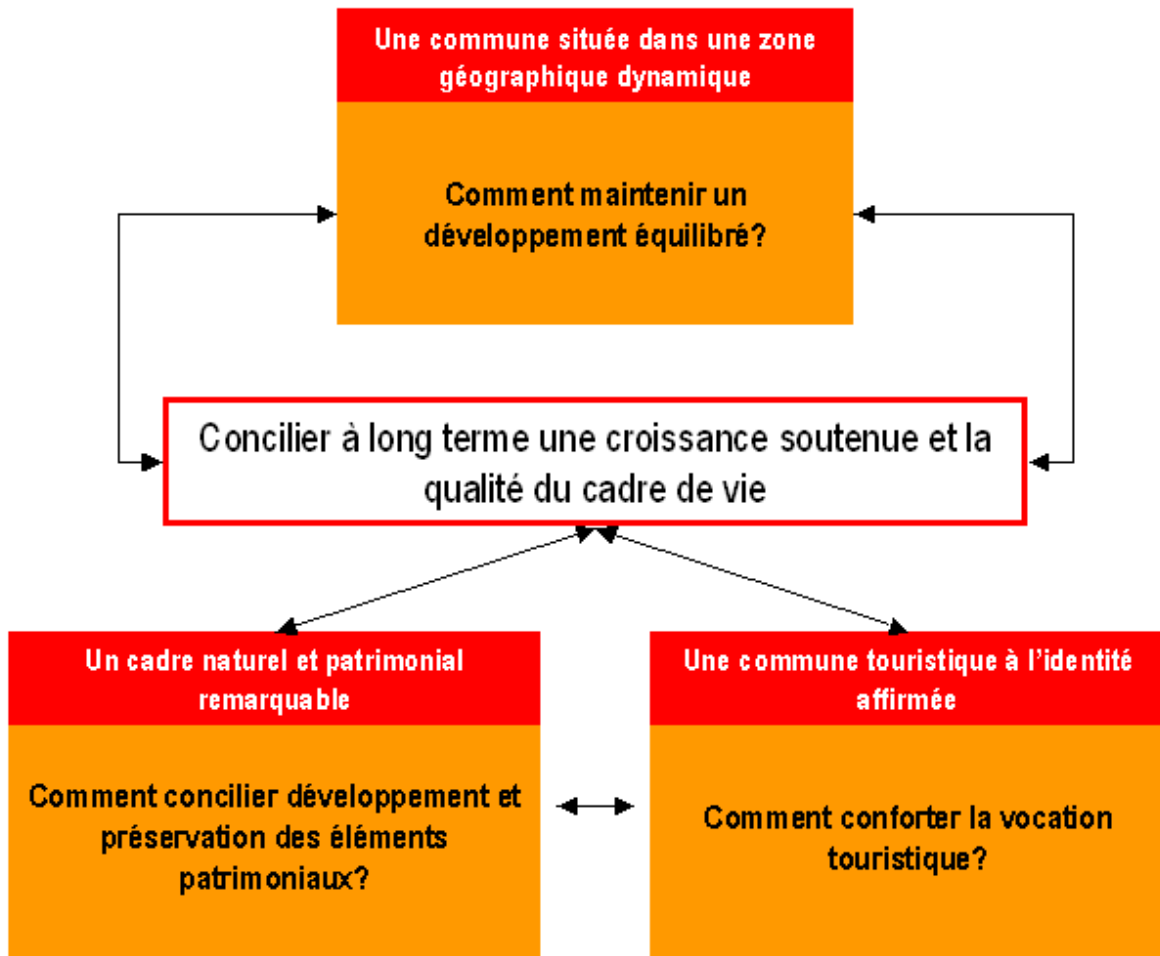 Une commune située dans une zone
géographique dynamique
Comment maintenir un
développement équilibré?
Concilier à long terme une croissance soutenue et la
qualité du cadre de vie
Un cadre naturel et patrimonial
remarquable
Comment concilier développement et
préservation des éléments
patrimoniaux?
Une commune touristique à l'identité
affirmée
Comment conforter la vocation
touristique?